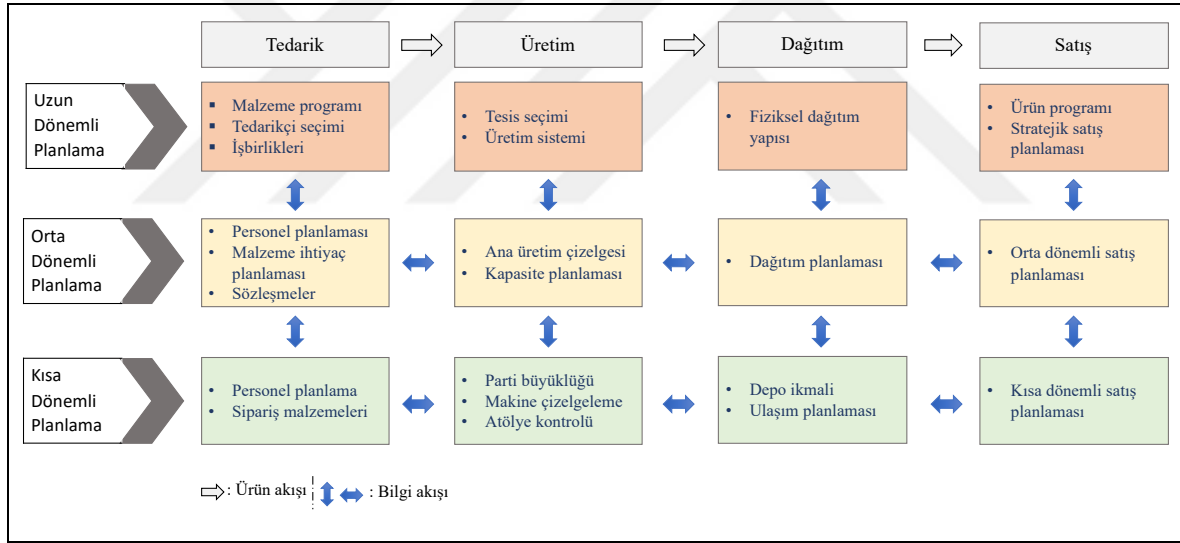 Tedarik
Üretim
Dağıtım
Satış
Uzun
Dönemli
Planlama
▪ Malzeme programı
▪ Tedarikçi seçimi
▪ İşbirlikleri
• Tesis seçimi
• Üretim sistemi
• Fiziksel dağıtım
yapısı
• Ürün programı
• Stratejik satış
planlaması
Orta
Dönemli
Planlama
• Personel planlaması
• Malzeme ihtiyaç
planlaması
• Sözleşmeler
• Ana üretim çizelgesi
• Kapasite planlaması
• Dağıtım planlaması
• Orta dönemli satış
planlaması
Kısa
Dönemli
Planlama
• Personel planlama
• Sipariş malzemeleri
• Parti büyüklüğü
• Makine çizelgeleme
• Atölye kontrolü
• Depo ikmali
• Ulaşım planlaması
• Kısa dönemli satış
planlaması
: Ürün akışı
: Bilgi akışı